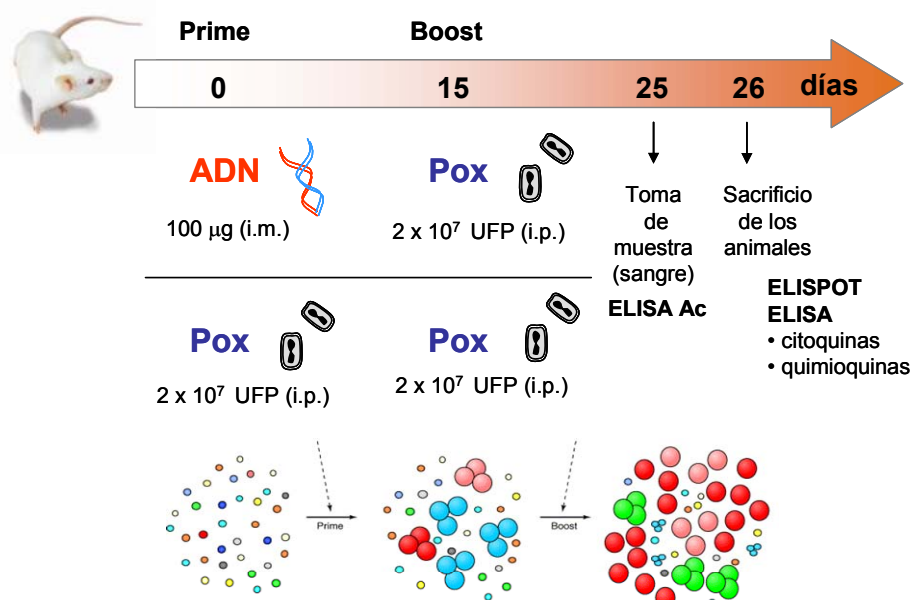 Prime
Boost
0
15
25
26
días
ADN
100 μg (i.m.)
Pox
2 x 10⁷ UFP (i.p.)
Toma
de
muestra
(sangre)
ELISA Ac
Sacrificio
de los
animales
ELISPOT
ELISA
• citoquinas
• quimioquinas
Pox
2 x 10⁷ UFP (i.p.)
Pox
2 x 10⁷ UFP (i.p.)
Prime
Boost